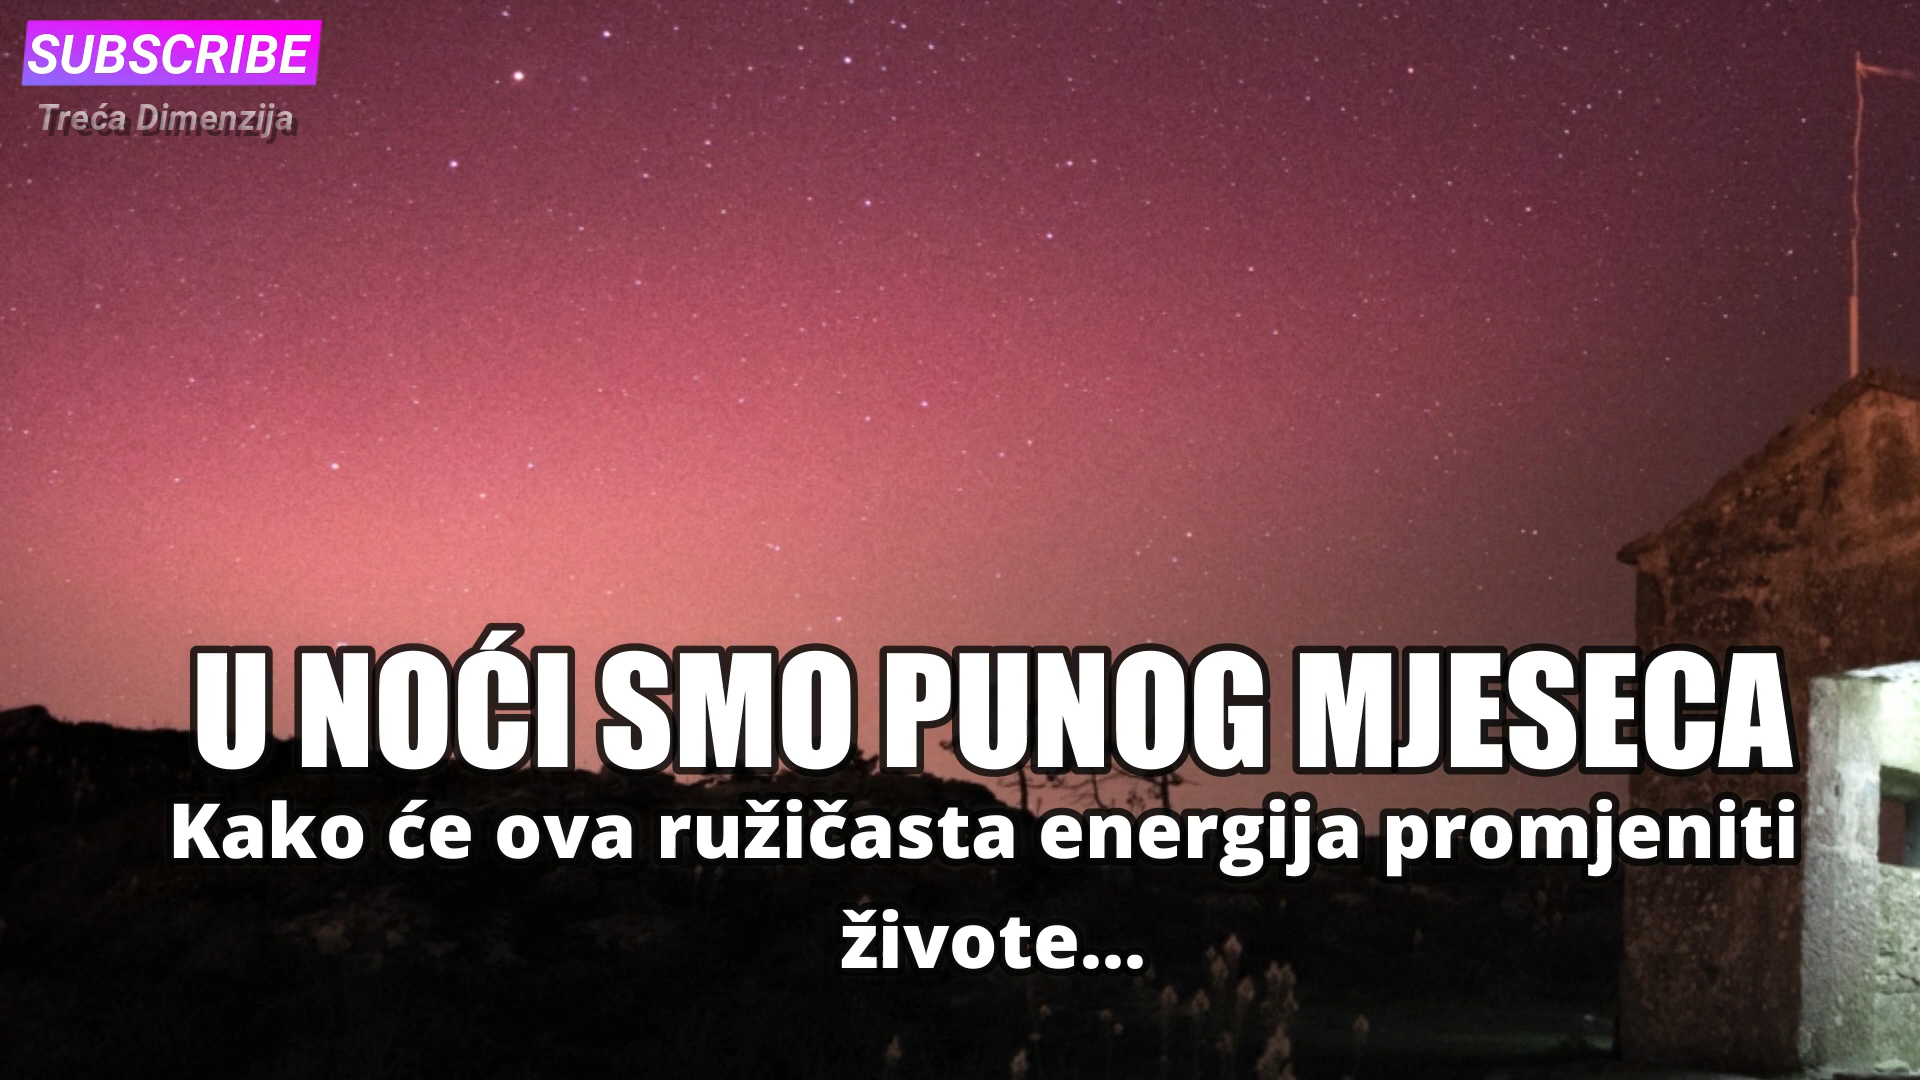 SUBSCRIBE
Treća Dimenzija
U NOĆI SMO PUNOG MJESECA
Kako će ova ružičasta energija promjeniti
živote...